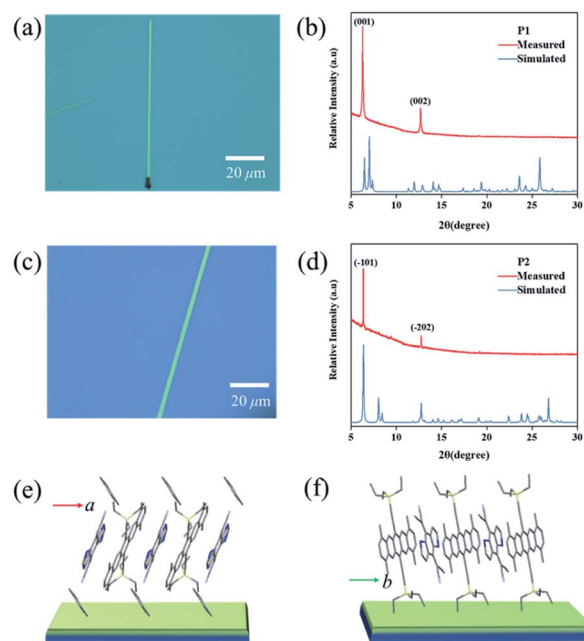 (a)
20 μm
(b)
P1
Measured
Simulated
(001)
(002)
Relative Intensity (a.u)
5 10 15 20 25 30
2θ(degree)
(c)
20 μm
(d)
P2
Measured
Simulated
(-101)
(-202)
Relative Intensity (a.u)
5 10 15 20 25 30
2θ(degree)
(e)
a
(f)
b